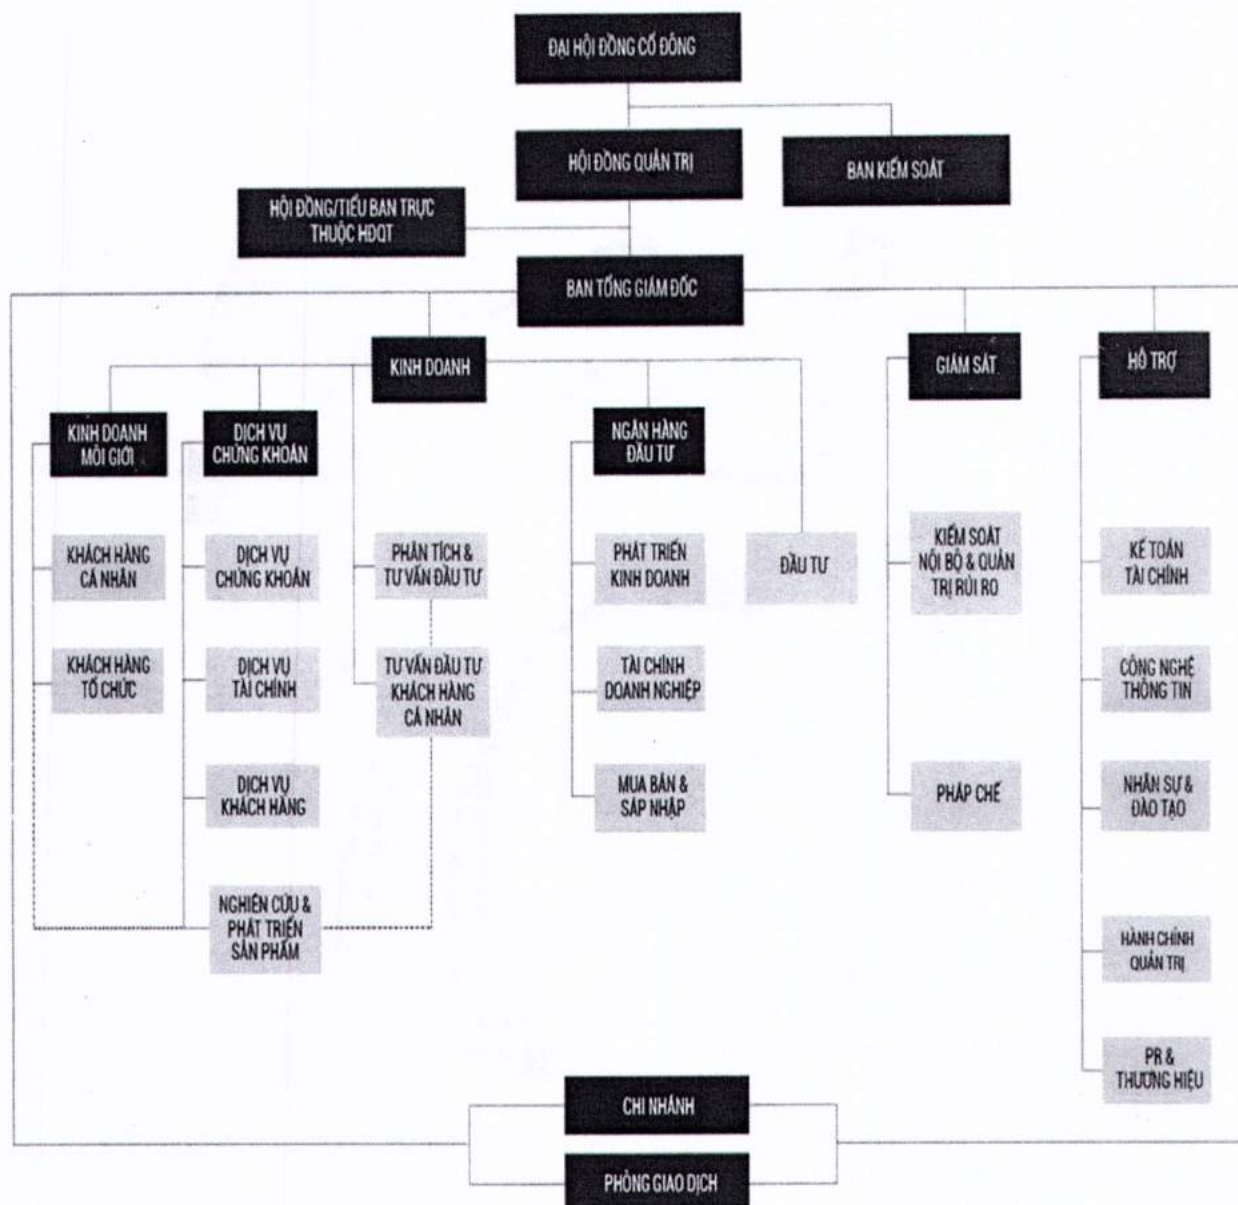 ĐẠI HỘI ĐỒNG CỔ ĐÔNG
HỘI ĐỒNG QUẢN TRỊ
BAN KIỂM SOÁT
HỘI ĐỒNG/TIỂU BAN TRỰC
THUỘC HĐQT
BAN TỔNG GIÁM ĐỐC
KINH DOANH
GIÁM SÁT
HỖ TRỢ
KINH DOANH
MÔI GIỚI
DỊCH VỤ
CHỨNG KHOÁN
NGÂN HÀNG
ĐẦU TƯ
KHÁCH HÀNG
CÁ NHÂN
DỊCH VỤ
CHỨNG KHOÁN
PHÂN TÍCH &
TƯ VẤN ĐẦU TƯ
PHÁT TRIỂN
KINH DOANH
ĐẦU TƯ
KIỂM SOÁT
NỘI BỘ & QUẢN
TRỊ RỦI RO
KẾ TOÁN
TÀI CHÍNH
KHÁCH HÀNG
TỔ CHỨC
DỊCH VỤ
TÀI CHÍNH
TƯ VẤN ĐẦU TƯ
KHÁCH HÀNG
CÁ NHÂN
TÀI CHÍNH
DOANH NGHIỆP
CÔNG NGHỆ
THÔNG TIN
DỊCH VỤ
KHÁCH HÀNG
MUA BÁN &
SÁP NHẬP
PHÁP CHẾ
NHÂN SỰ &
ĐÀO TẠO
NGHIÊN CỨU &
PHÁT TRIỂN
SẢN PHẨM
HÀNH CHÍNH
QUẢN TRỊ
PR &
THƯƠNG HIỆU
CHI NHÁNH
PHÒNG GIAO DỊCH